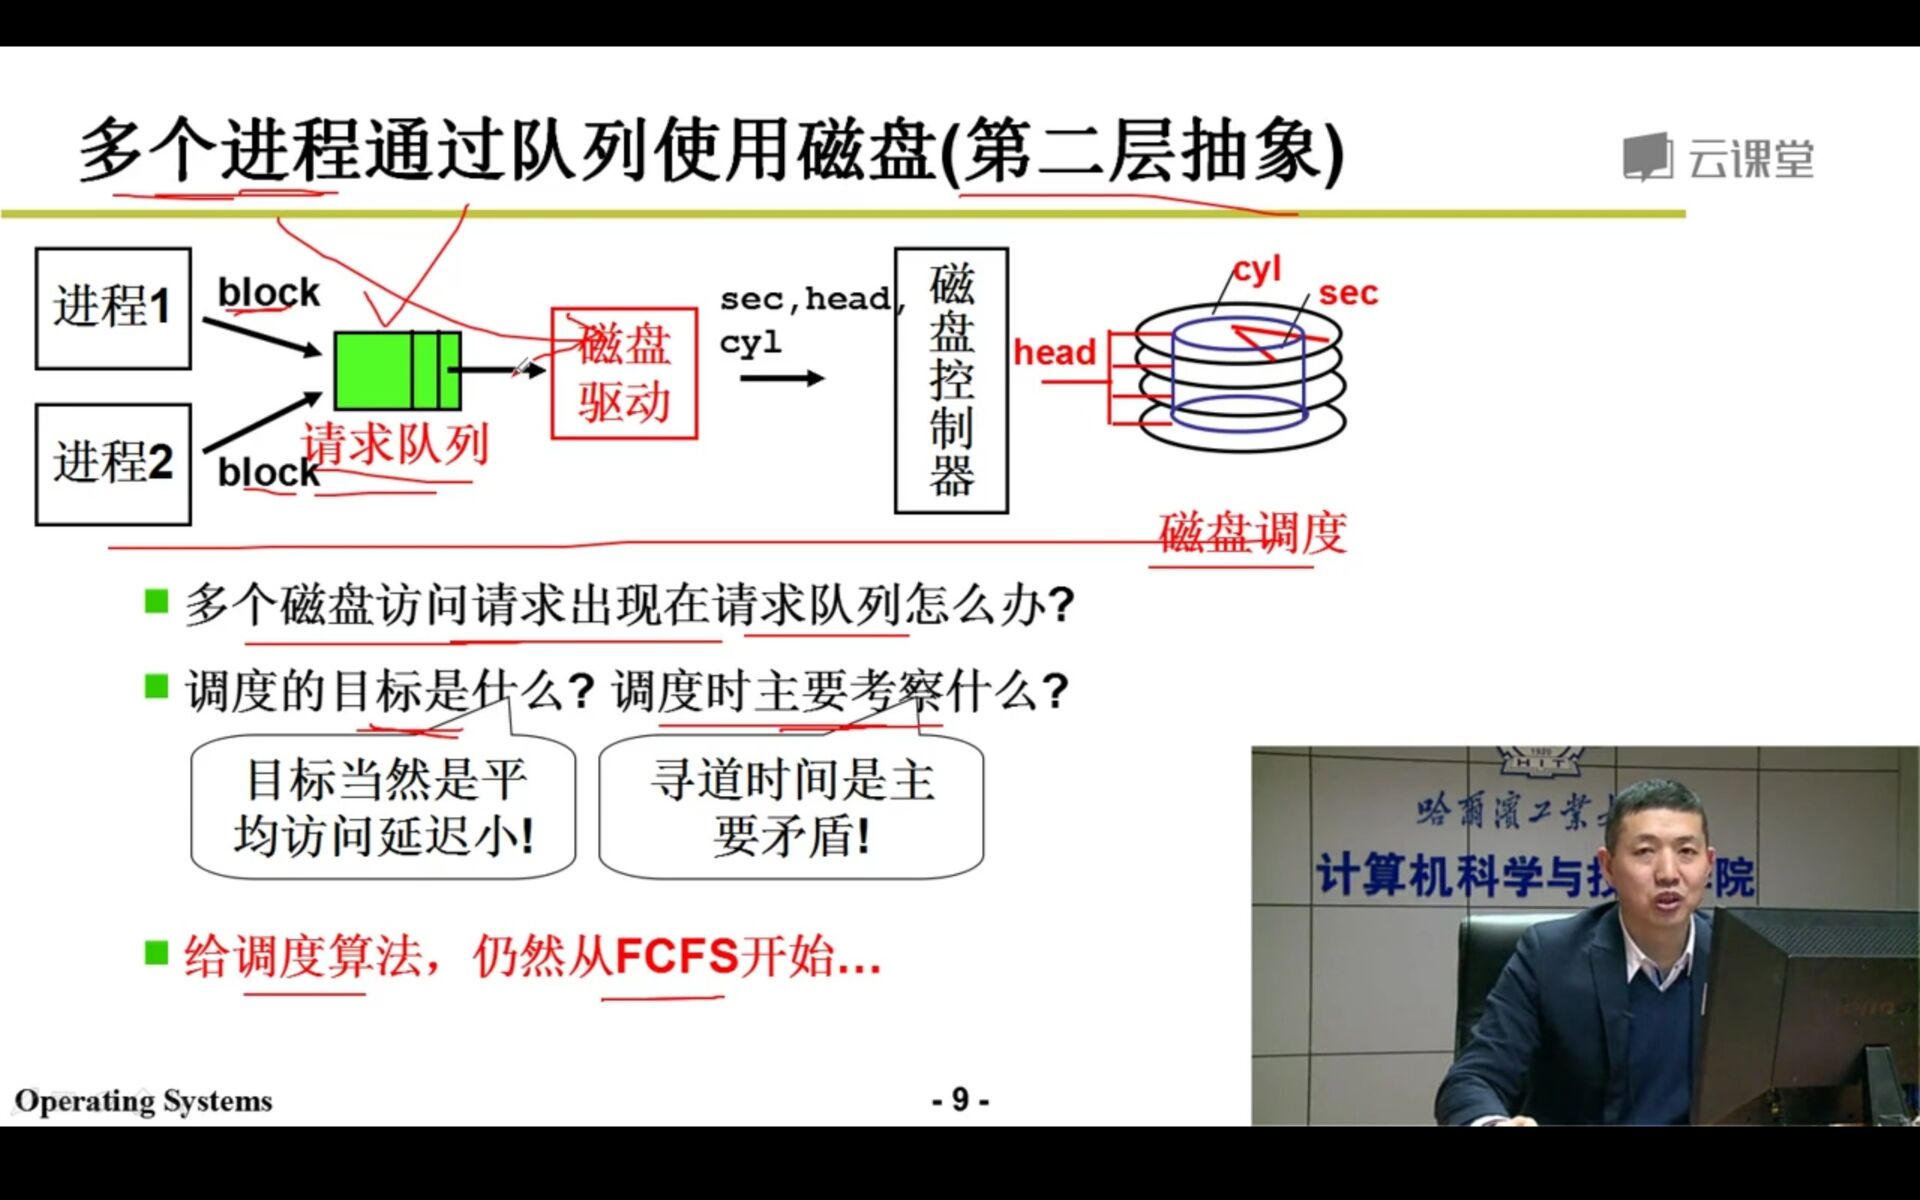 多个进程通过队列使用磁盘(第二层抽象)
云课堂
进程1
block
进程2
block
请求队列
磁盘
驱动
sec,head,
cyl
磁盘控制器
head
cyl
sec
磁盘调度
多个磁盘访问请求出现在请求队列怎么办?
调度的目标是什么? 调度时主要考察什么?
目标当然是平
均访问延迟小!
寻道时间是主
要矛盾!
给调度算法，仍然从FCFS开始...
1920
HIT
哈尔滨工业
计算机科学与技 学院
Operating Systems
- 9 -